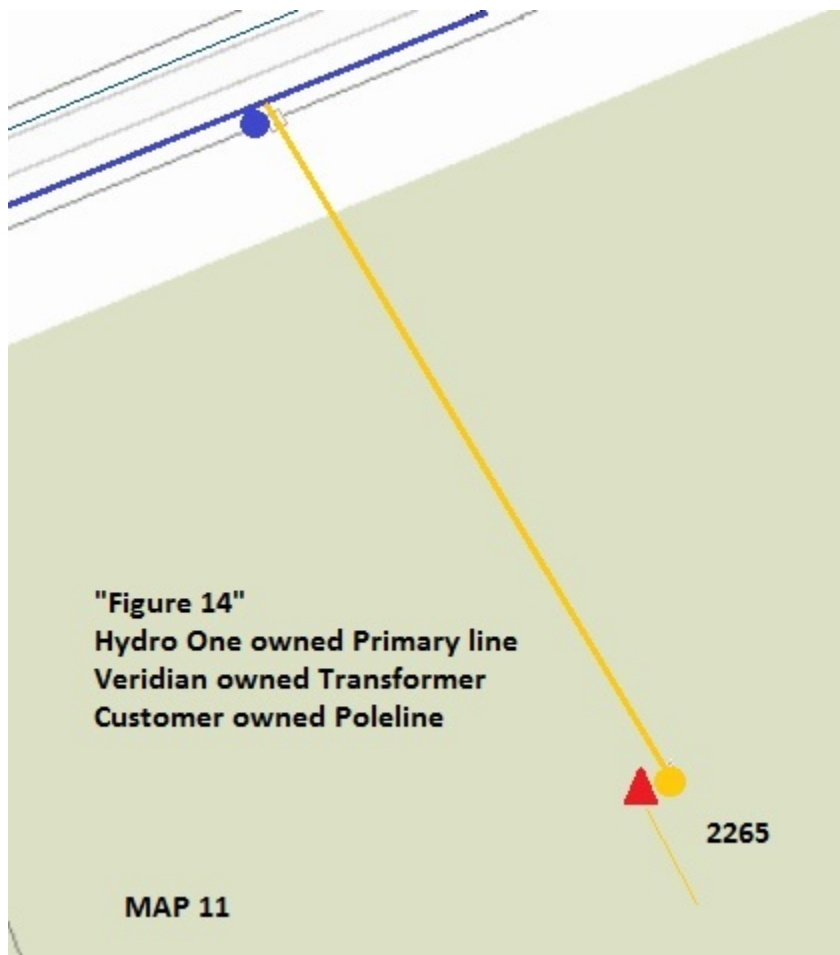 "Figure 14"
Hydro One owned Primary line
Veridian owned Transformer
Customer owned Poleline
2265
MAP 11